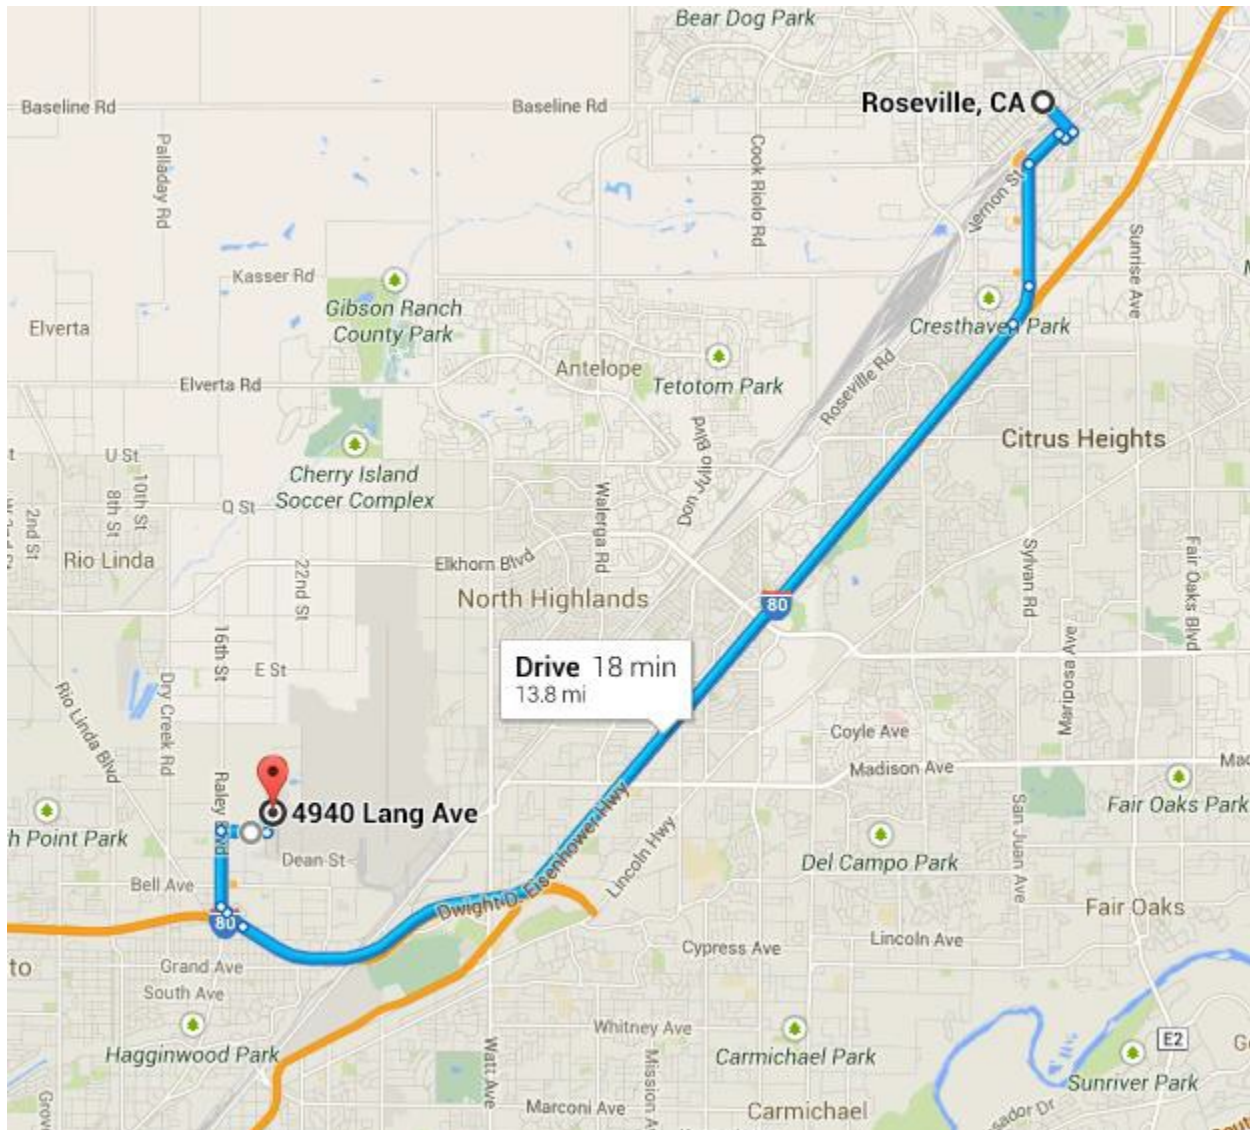 Bear Dog Park
Roseville, CA
Baseline Rd
Baseline Rd
Palladay Rd
Cook Riolo Rd
Vernon St
Sunrise Ave
Kasser Rd
Gibson Ranch
County Park
Elverta
Cresthaven Park
Antelope
Tetotom Park
Elverta Rd
Roseville Rd
Citrus Heights
Don Julio Blvd
U St
10th St
8th St
2nd St
Cherry Island
Soccer Complex
Q St
Walerga Rd
Rio Linda
Elkhorn Blvd
22nd St
Sylvan Rd
Fair Oaks Blvd
North Highlands
80
16th St
E St
Drive 18 min
13.8 mi
Mariposa Ave
Rio Linda Blvd
Dry Creek Rd
Coyle Ave
Madison Ave
Raley Blvd
4940 Lang Ave
h Point Park
Fair Oaks Park
San Juan Ave
Dwight D. Eisenhower Hwy
Lincoln Hwy
Dean St
Del Campo Park
Bell Ave
80
Fair Oaks
Cypress Ave
Lincoln Ave
to
Grand Ave
South Ave
Hagginwood Park
Whitney Ave
Carmichael Park
E2
Sunriver Park
Watt Ave
Mission A
Marconi Ave
Carmichael
sador Dr
Grov